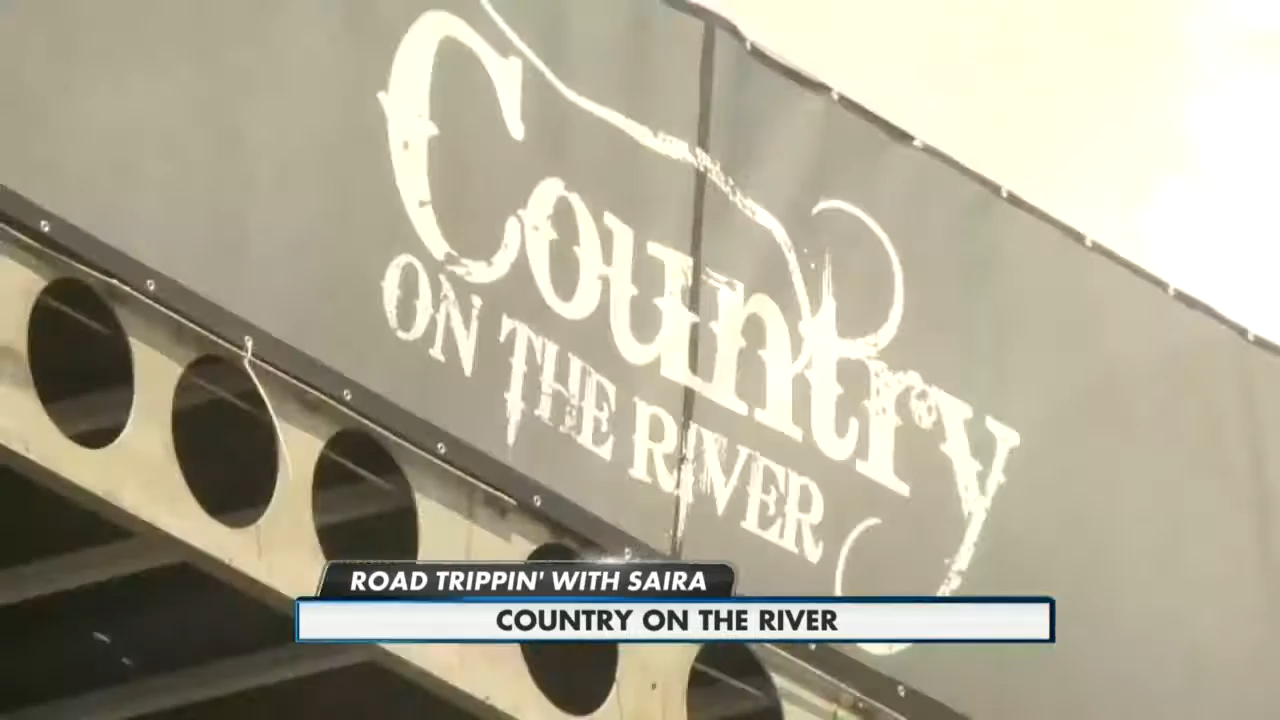 Country
ON THE RIVER
ROAD TRIPPIN' WITH SAIRA
COUNTRY ON THE RIVER